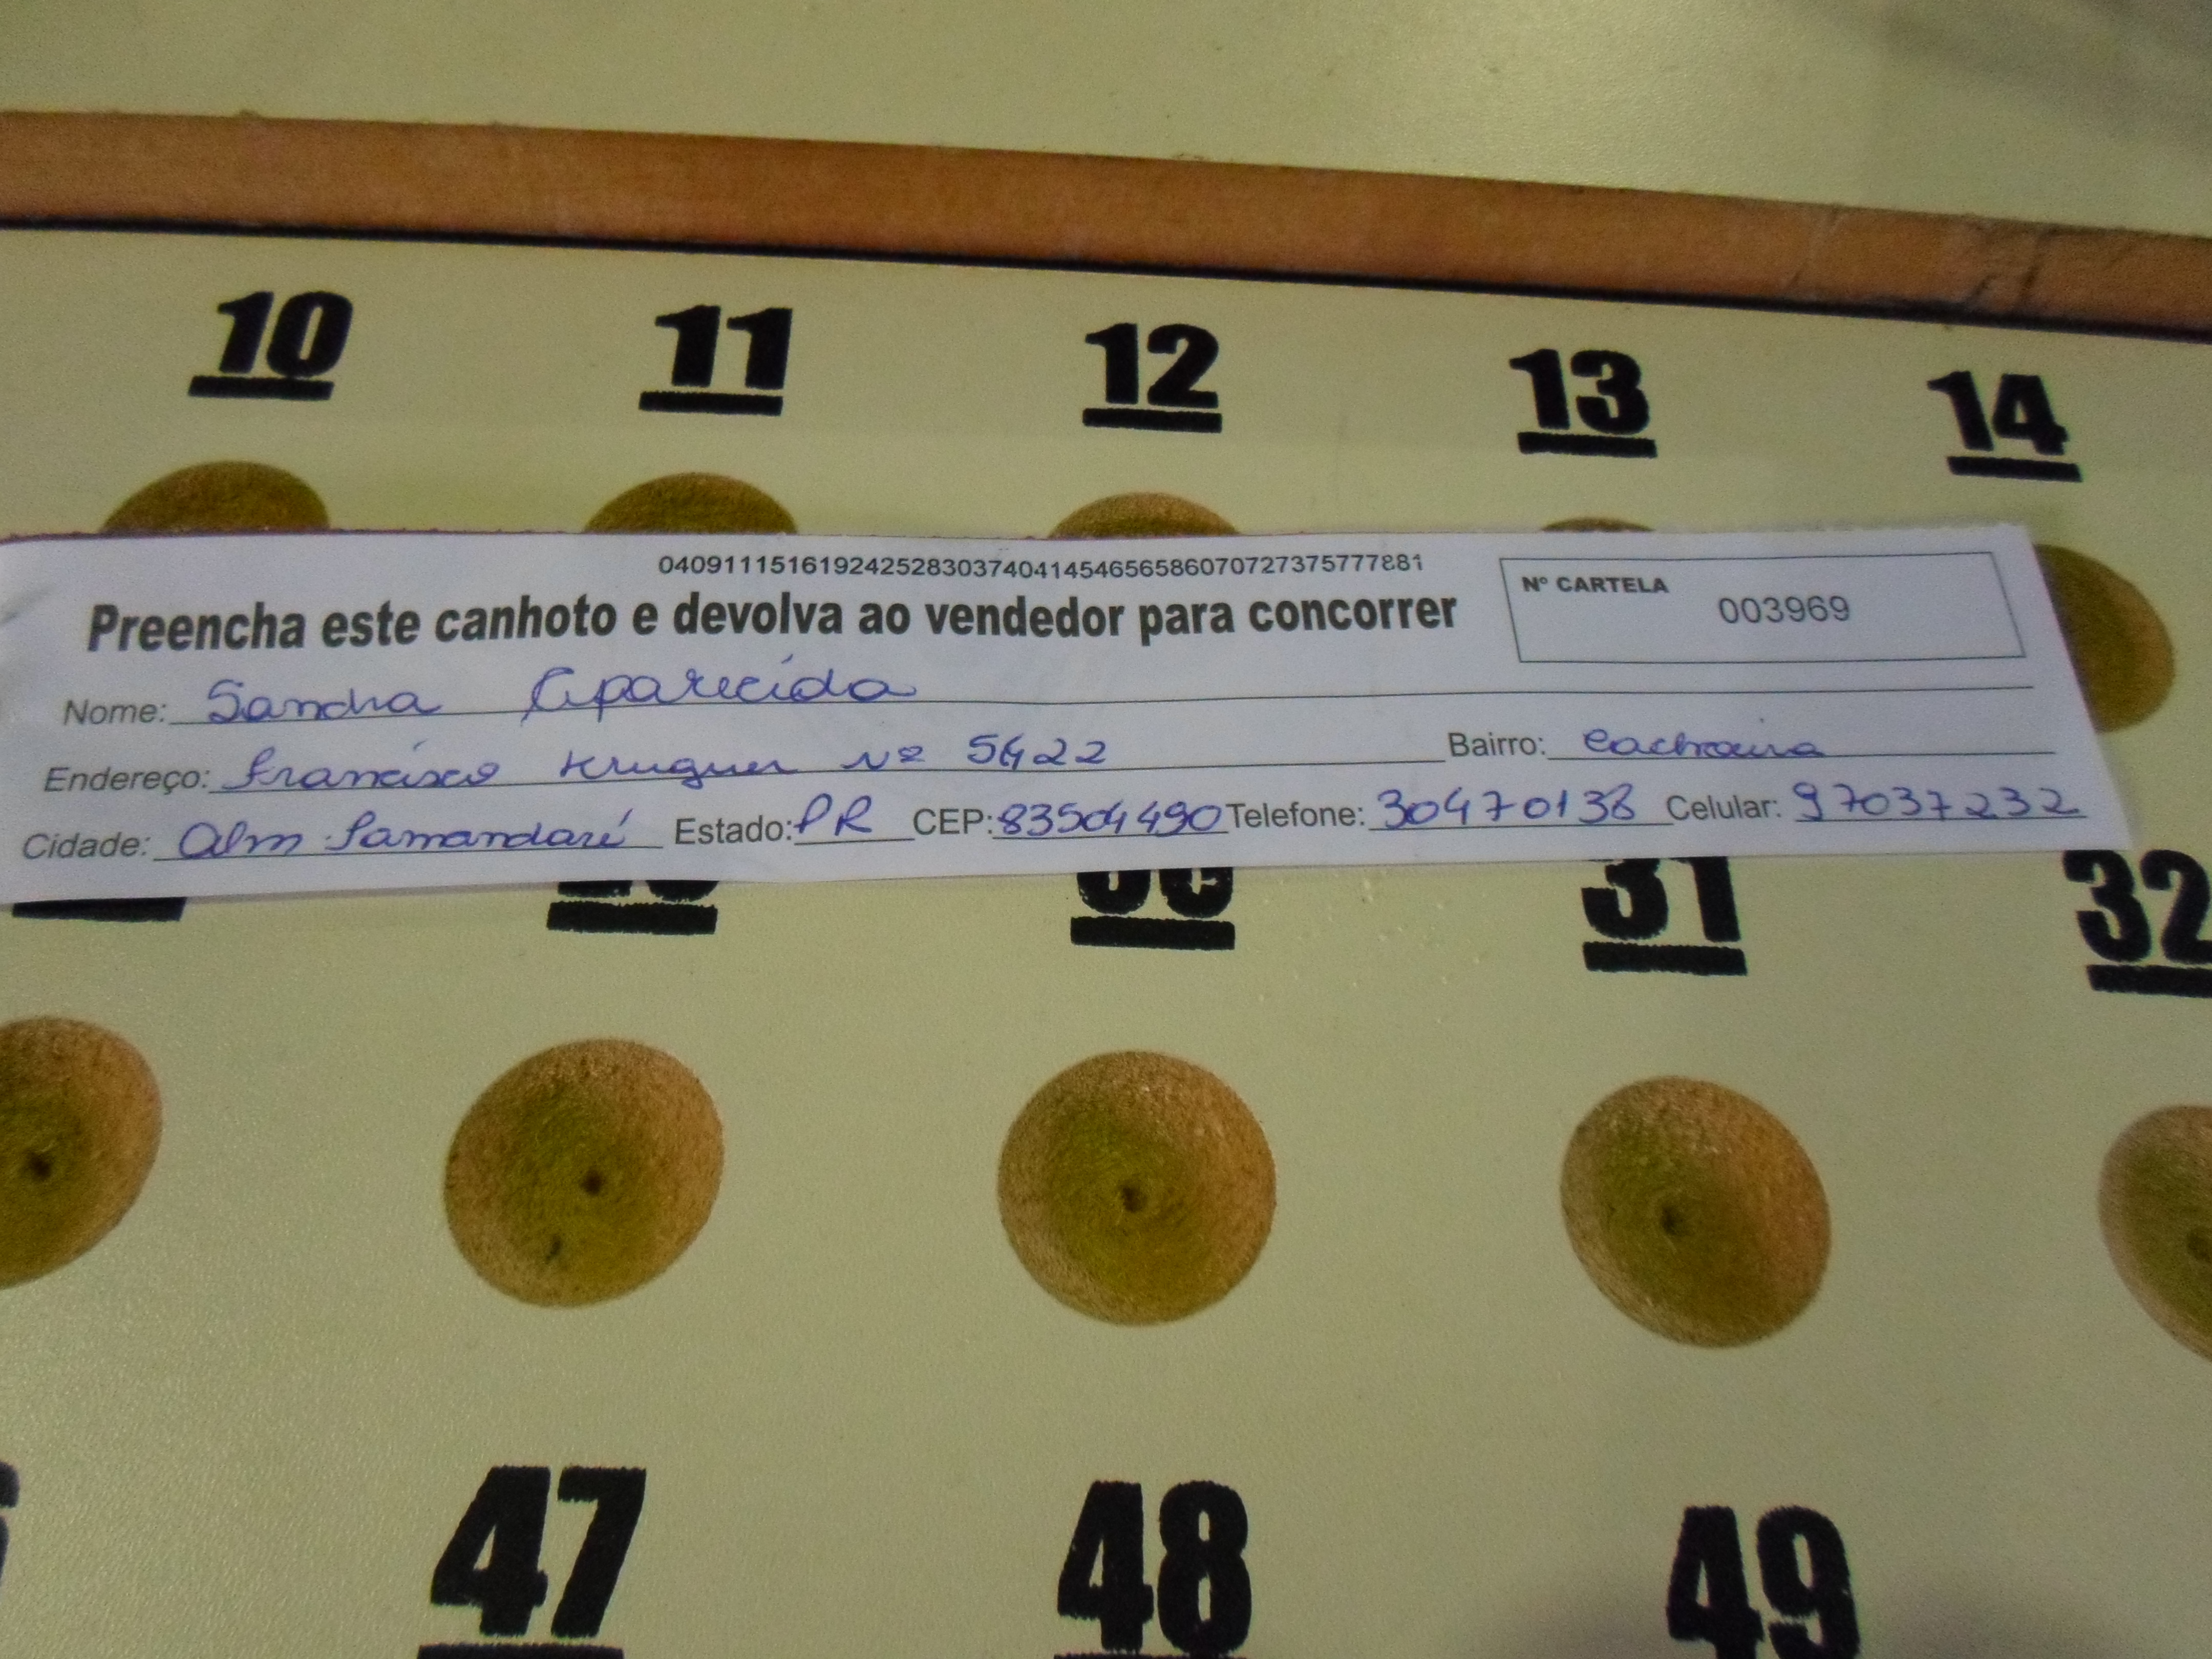 10 11 12 13 14
04091115161924252830374041454656586070727375777881
Preencha este canhoto e devolva ao vendedor para concorrer
Nº CARTELA
003969
Nome: Sandra Aparecida
Endereço: Francisco Kruguer Nº 5422 Bairro: Cachoeira
Cidade: Alm Tamandaré Estado: PR CEP: 83504490 Telefone: 30470138 Celular: 97037232
31 32
47 48 49